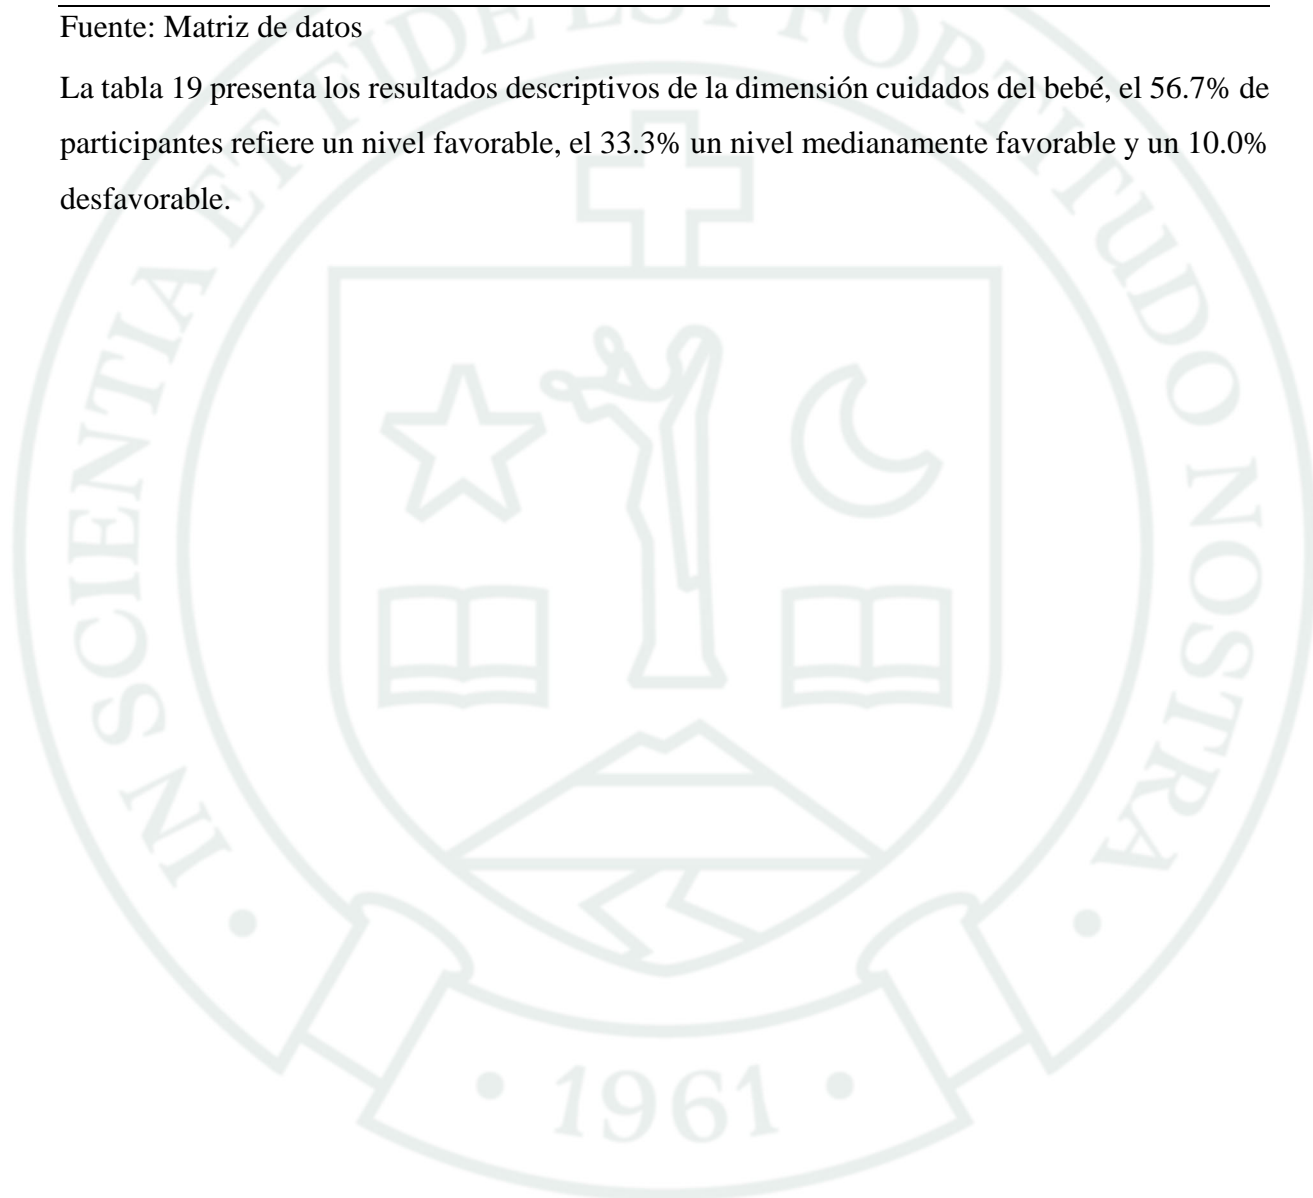 Fuente: Matriz de datos
La tabla 19 presenta los resultados descriptivos de la dimensión cuidados del bebé, el 56.7% de
participantes refiere un nivel favorable, el 33.3% un nivel medianamente favorable y un 10.0%
desfavorable.
IN SCIENTIA ET FIDE EST FORTITUDO NOSTRA
• 1961 •